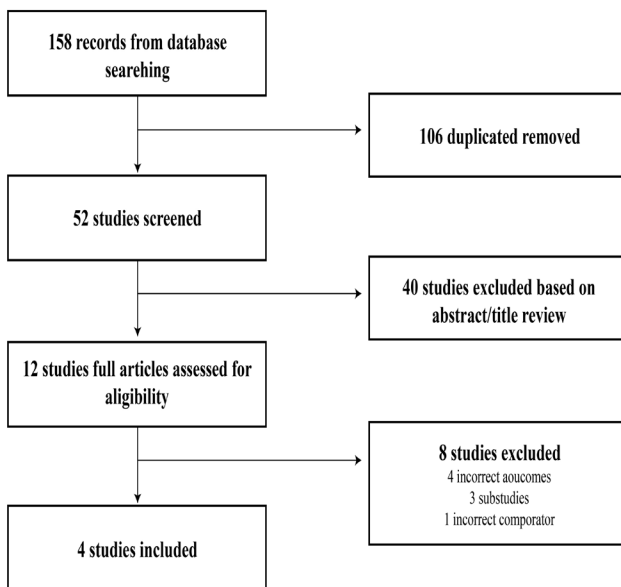 158 records from database
searehing
106 duplicated removed
52 studies screened
40 studies excluded based on
abstract/title review
12 studies full articles assessed for
aligibility
8 studies excluded
4 incorrect aoucomes
3 substudies
1 incorrect comporator
4 studies included